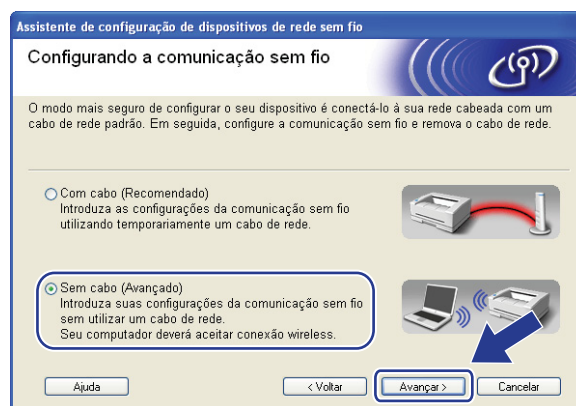 Assistente de configuração de dispositivos de rede sem fio
Configurando a comunicação sem fio
O modo mais seguro de configurar o seu dispositivo é conectá-lo à sua rede cabeada com um
cabo de rede padrão. Em seguida, configure a comunicação sem fio e remova o cabo de rede.
Com cabo (Recomendado)
Introduza as configurações da comunicação sem fio
utilizando temporariamente um cabo de rede.
Sem cabo (Avançado)
Introduza suas configurações da comunicação sem fio
sem utilizar um cabo de rede.
Seu computador deverá aceitar conexão wireless.
Ajuda
< Voltar
Avançar >
Cancelar